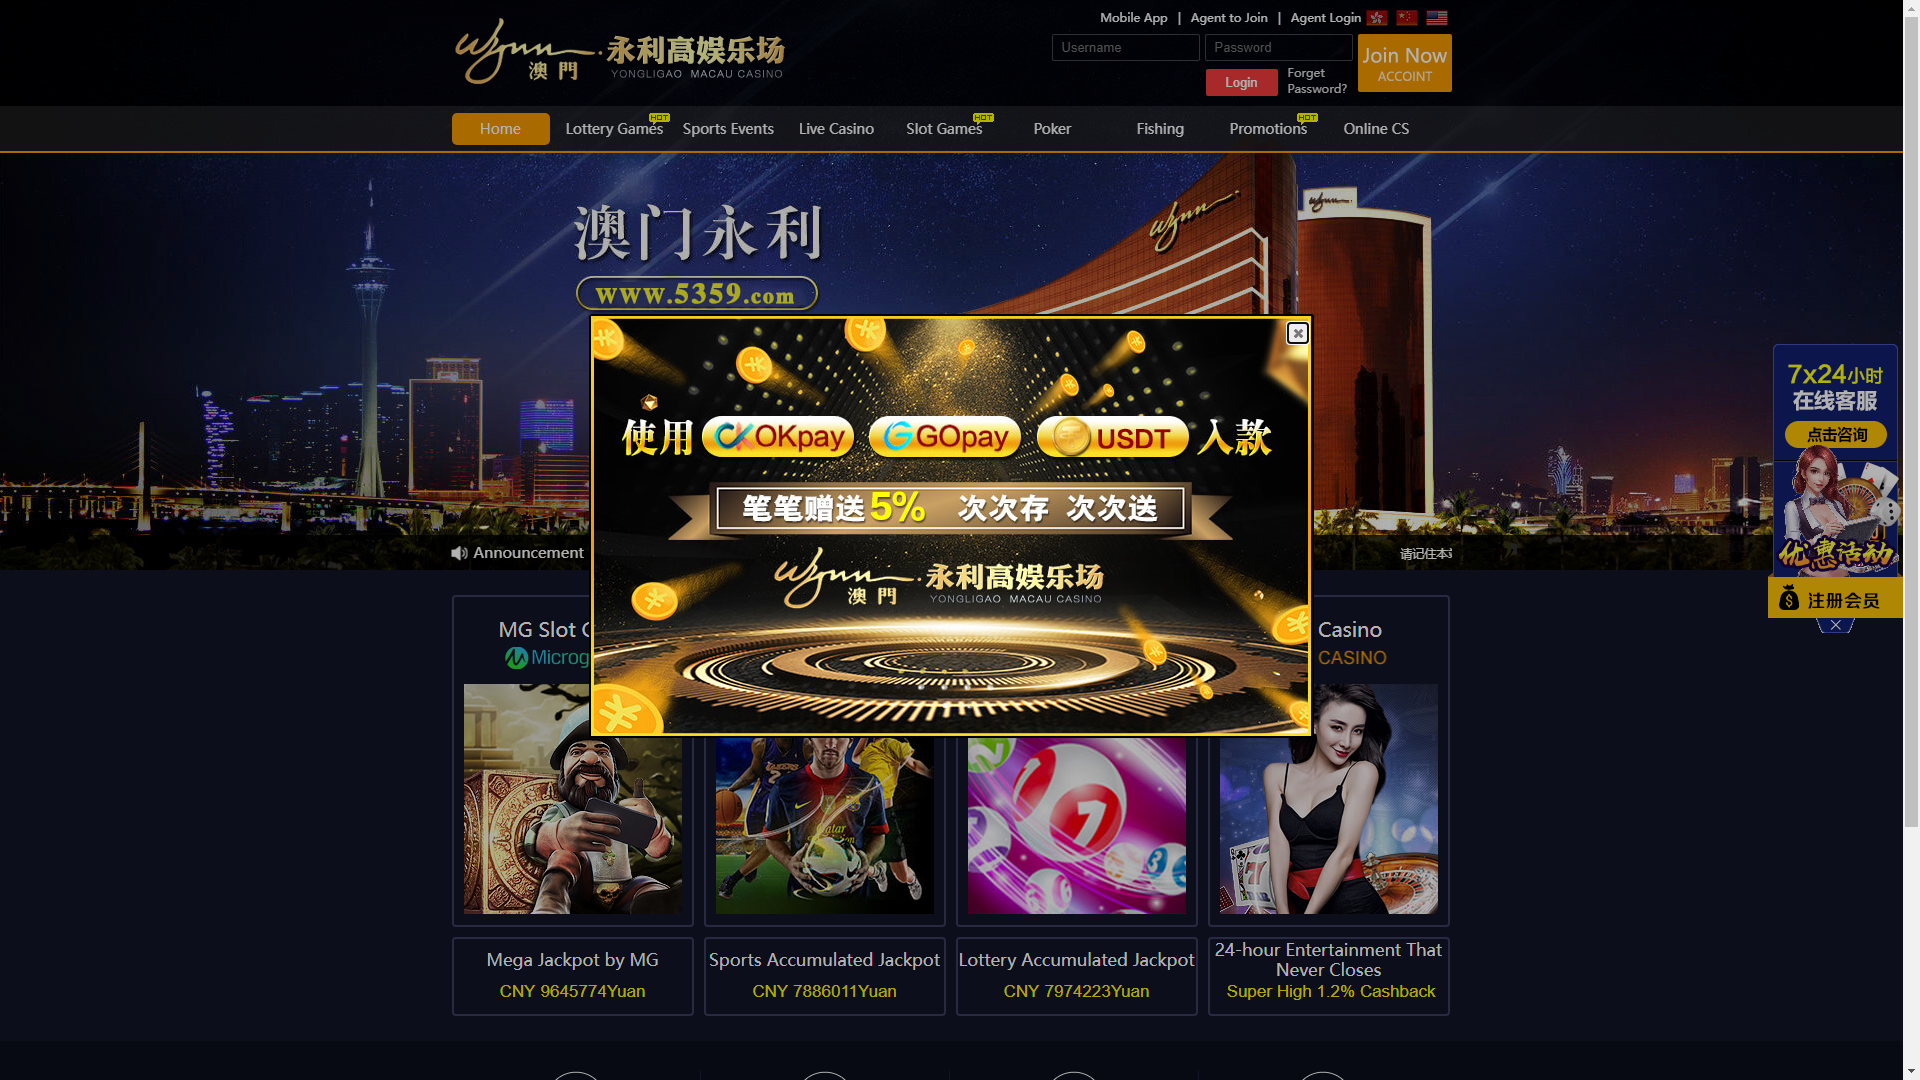 Mobile App | Agent to Join | Agent Login
Wynn 澳門 · 永利高娱乐场
YONGLIGAO MACAU CASINO
Username
Password
Join Now
ACCOINT
Login
Forget
Password?
Home
Lottery Games
HOT
Sports Events
Live Casino
Slot Games
HOT
Poker
Fishing
Promotions
HOT
Online CS
澳门永利
www.5359.com
wynn
wynn
使用 OKpay GOpay USDT 入款
笔笔赠送5% 次次存 次次送
Wynn 澳門 · 永利高娱乐场
YONGLIGAO MACAU CASINO
7x24小时
在线客服
点击咨询
优惠活动
注册会员
Announcement
请记住本
MG Slot
Microg
Casino
CASINO
Mega Jackpot by MG
CNY 9645774Yuan
Sports Accumulated Jackpot
CNY 7886011Yuan
Lottery Accumulated Jackpot
CNY 7974223Yuan
24-hour Entertainment That
Never Closes
Super High 1.2% Cashback